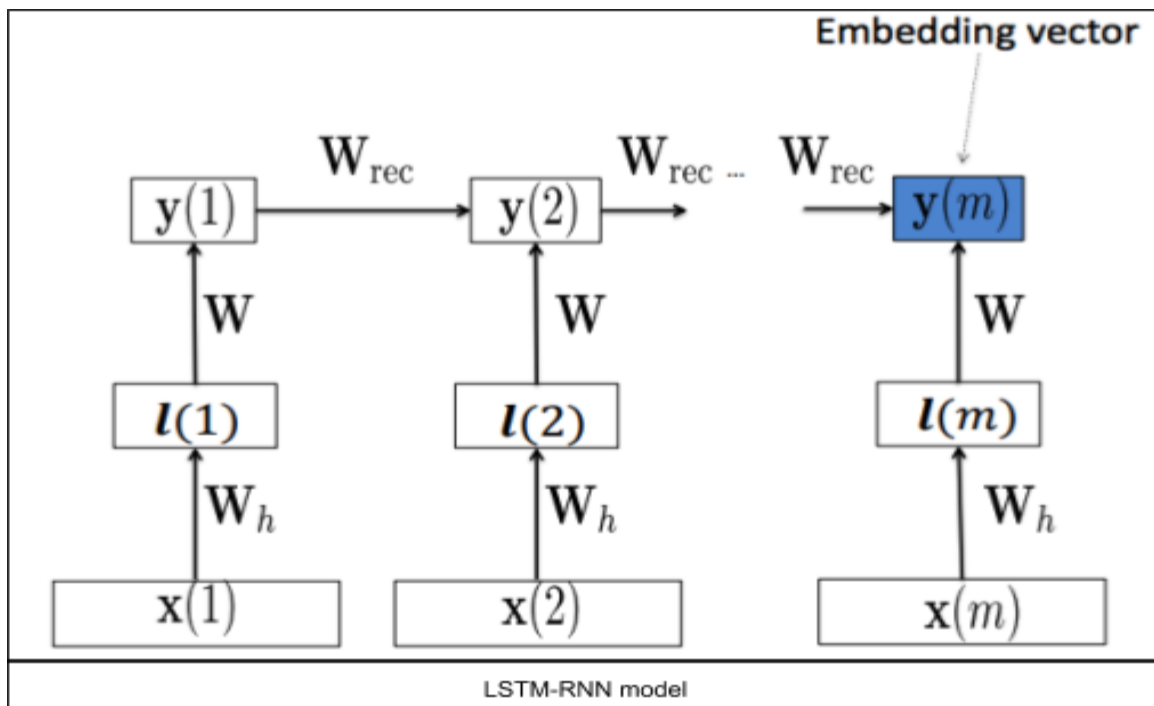 Embedding vector
W_rec W_rec ... W_rec
y(1) y(2) y(m)
W W W
l(1) l(2) l(m)
W_h W_h W_h
x(1) x(2) x(m)
LSTM-RNN model